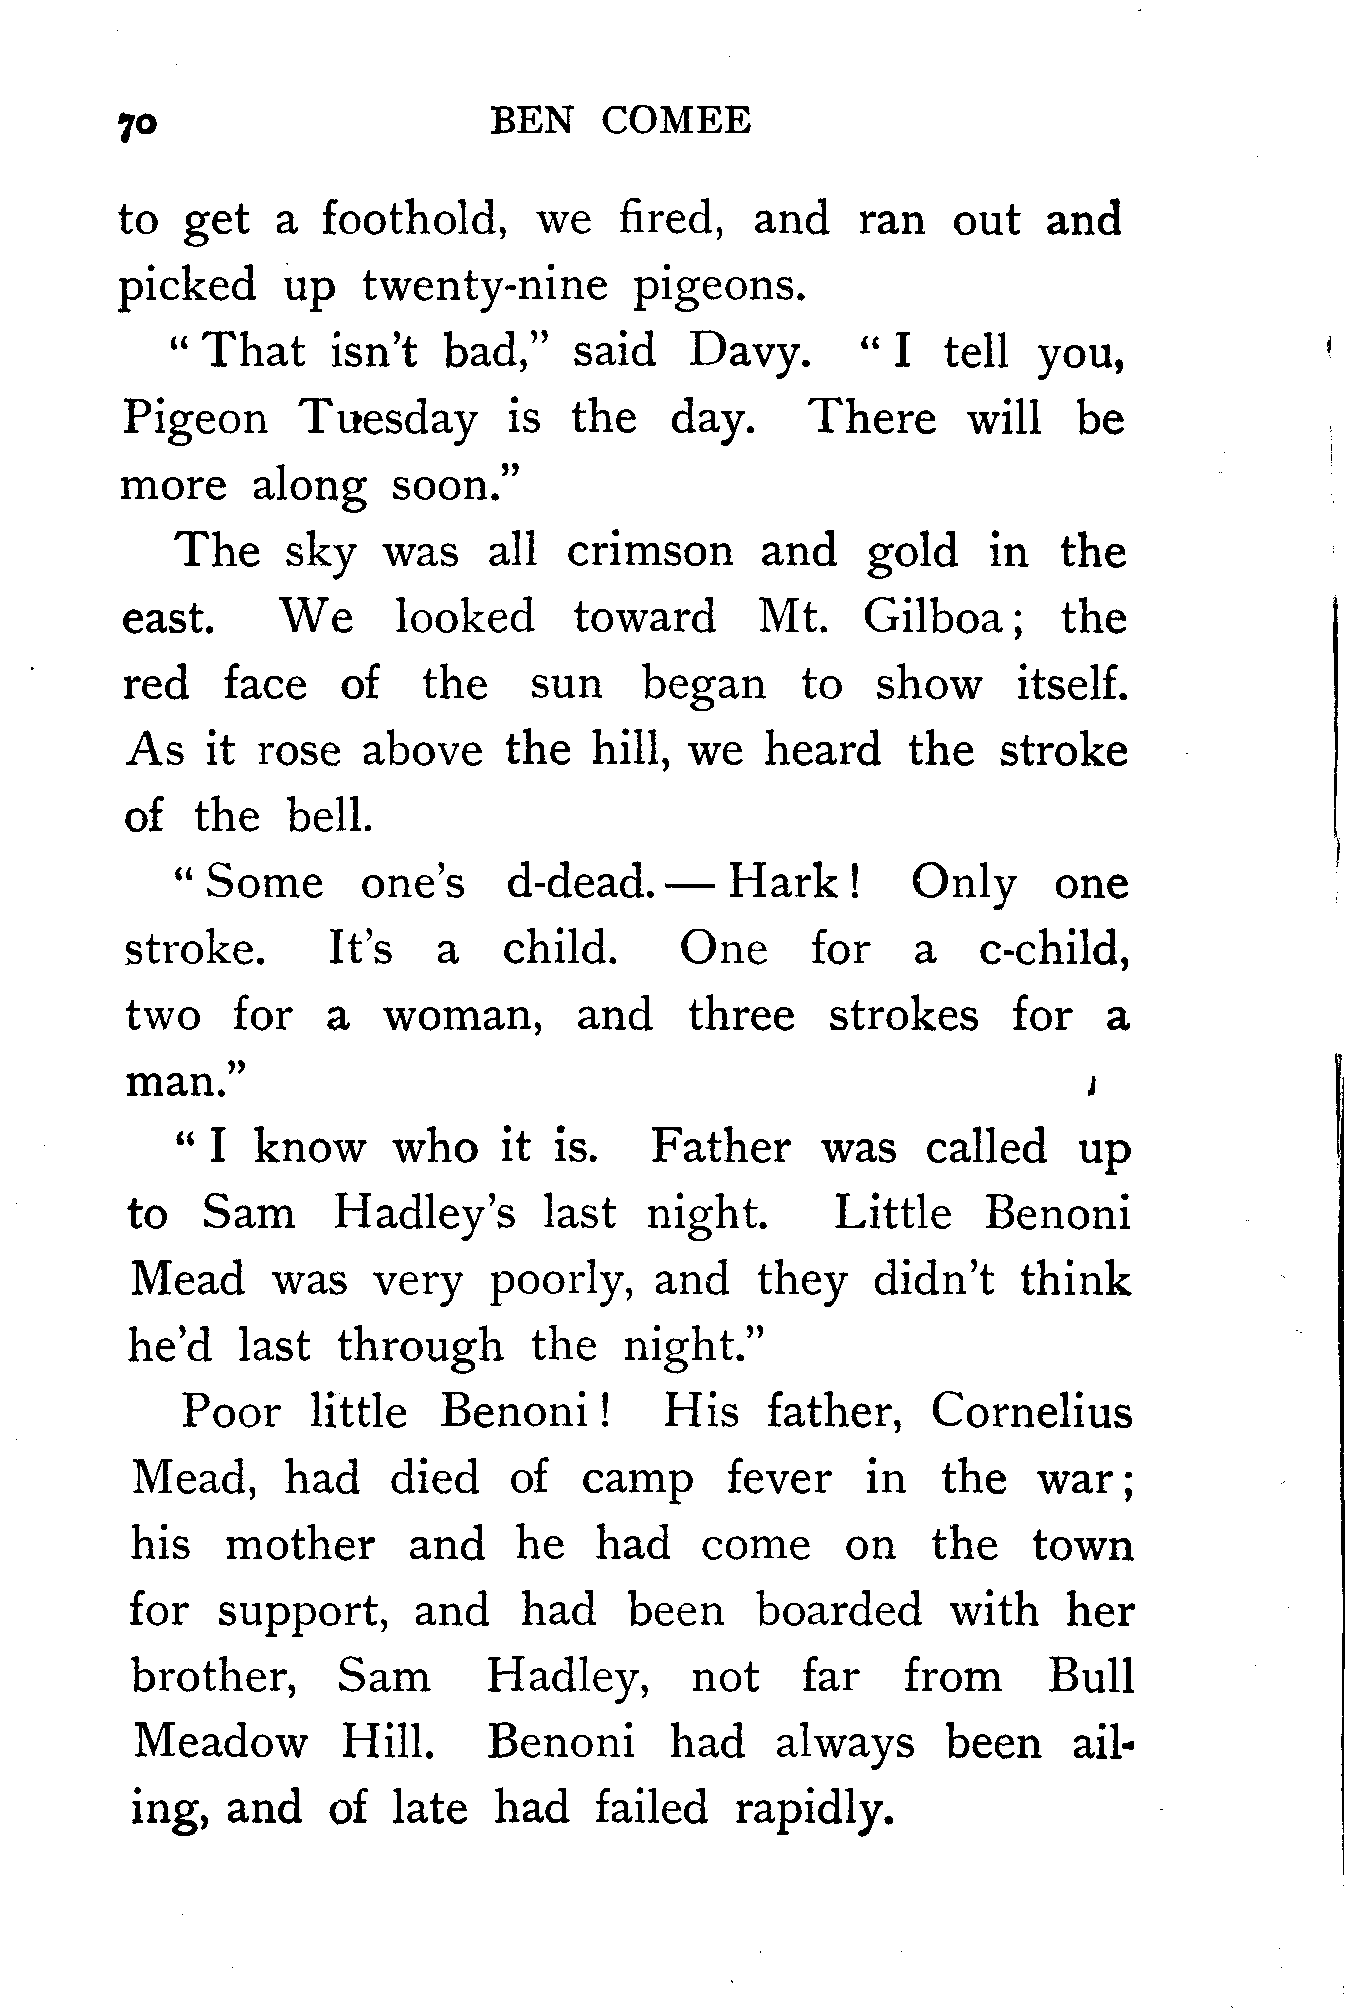 70 BEN COMEE
to get a foothold, we fired, and ran out and
picked up twenty-nine pigeons.
“ That isn't bad,” said Davy. “ I tell you,
Pigeon Tuesday is the day. There will be
more along soon.”
The sky was all crimson and gold in the
east. We looked toward Mt. Gilboa ; the
red face of the sun began to show itself.
As it rose above the hill, we heard the stroke
of the bell.
“ Some one's d-dead. — Hark ! Only one
stroke. It's a child. One for a c-child,
two for a woman, and three strokes for a
man.”
“ I know who it is. Father was called up
to Sam Hadley's last night. Little Benoni
Mead was very poorly, and they didn't think
he'd last through the night.”
Poor little Benoni ! His father, Cornelius
Mead, had died of camp fever in the war ;
his mother and he had come on the town
for support, and had been boarded with her
brother, Sam Hadley, not far from Bull
Meadow Hill. Benoni had always been ail-
ing, and of late had failed rapidly.